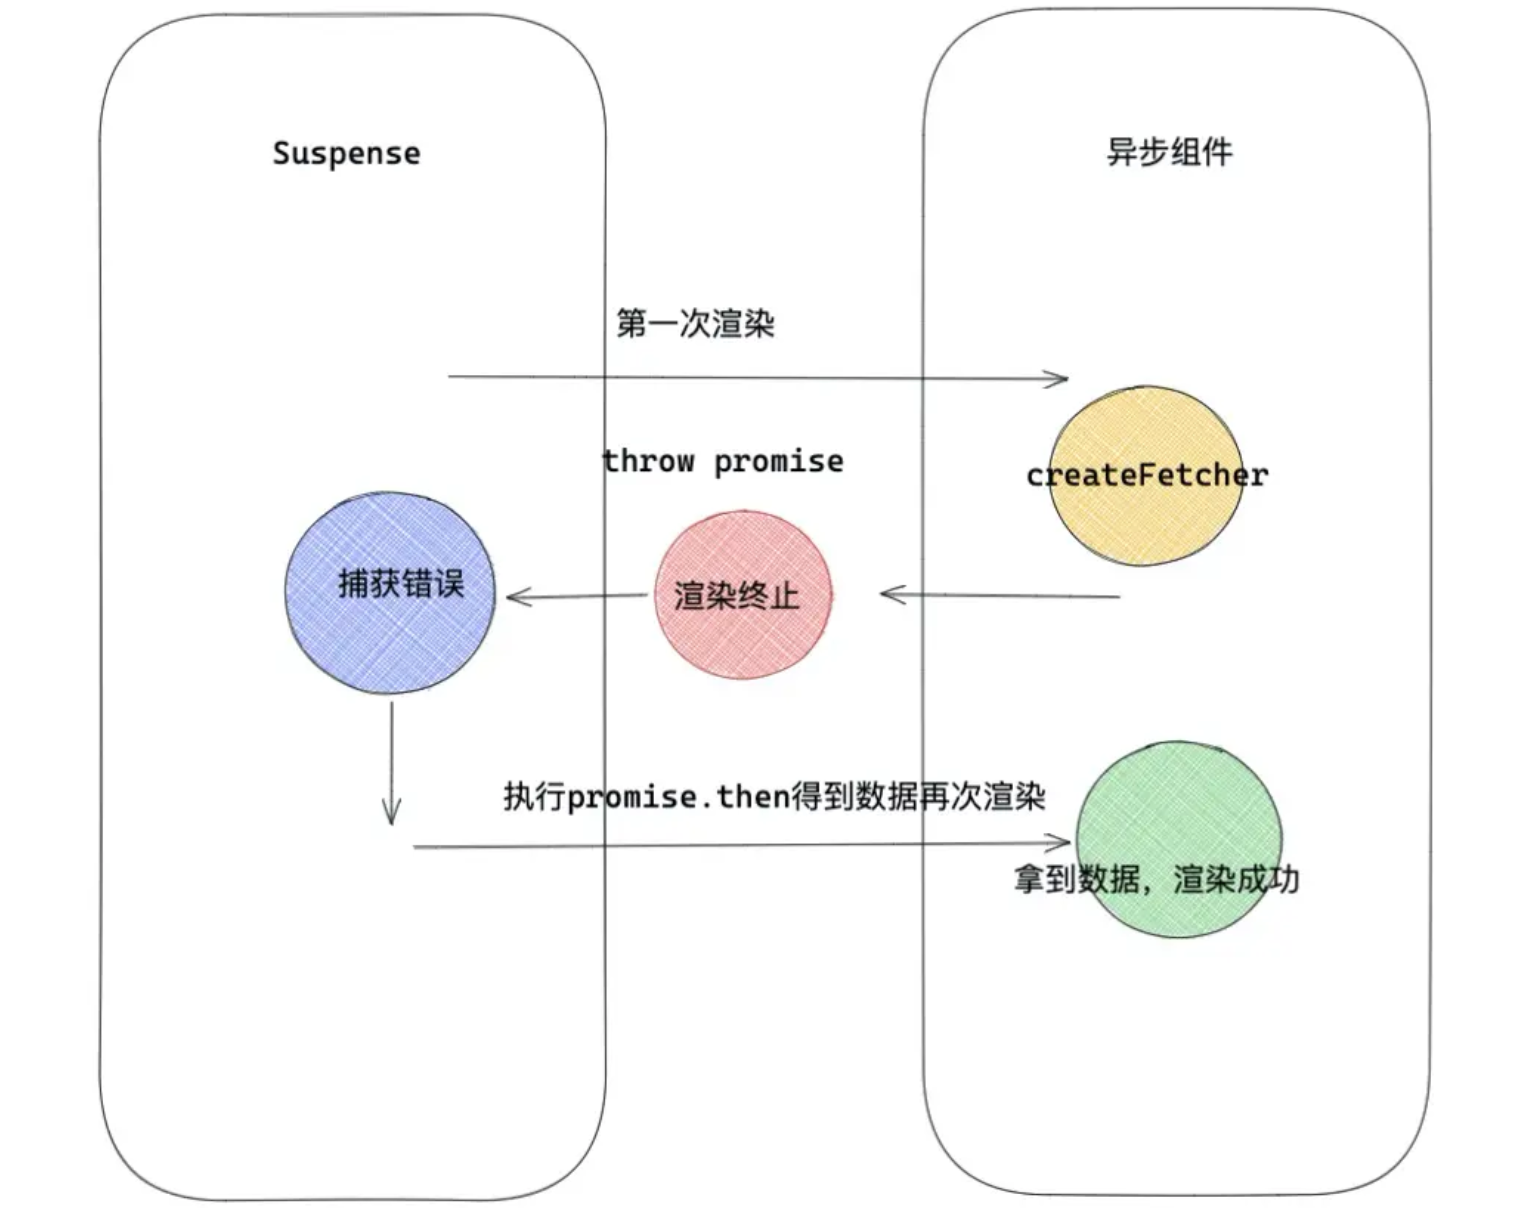 Suspense
异步组件
第一次渲染
throw promise
createFetcher
捕获错误
渲染终止
执行promise.then得到数据再次渲染
拿到数据，渲染成功